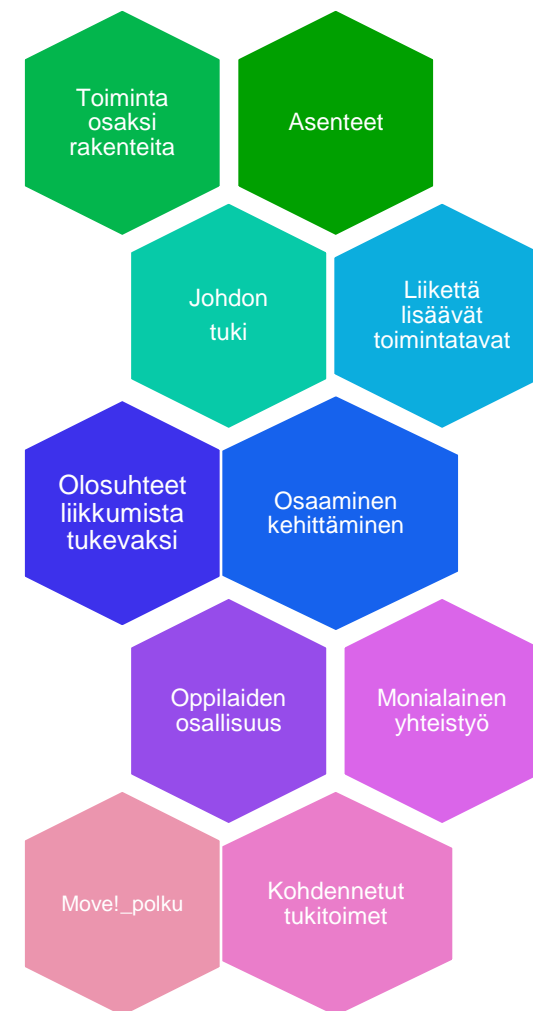 Toiminta
osaksi
rakenteita
Asenteet
Johdon
tuki
Liikettä
lisäävät
toimintatavat
Olosuhteet
liikkumista
tukevaksi
Osaaminen
kehittäminen
Oppilaiden
osallisuus
Monialainen
yhteistyö
Move!_polku
Kohdennetut
tukitoimet